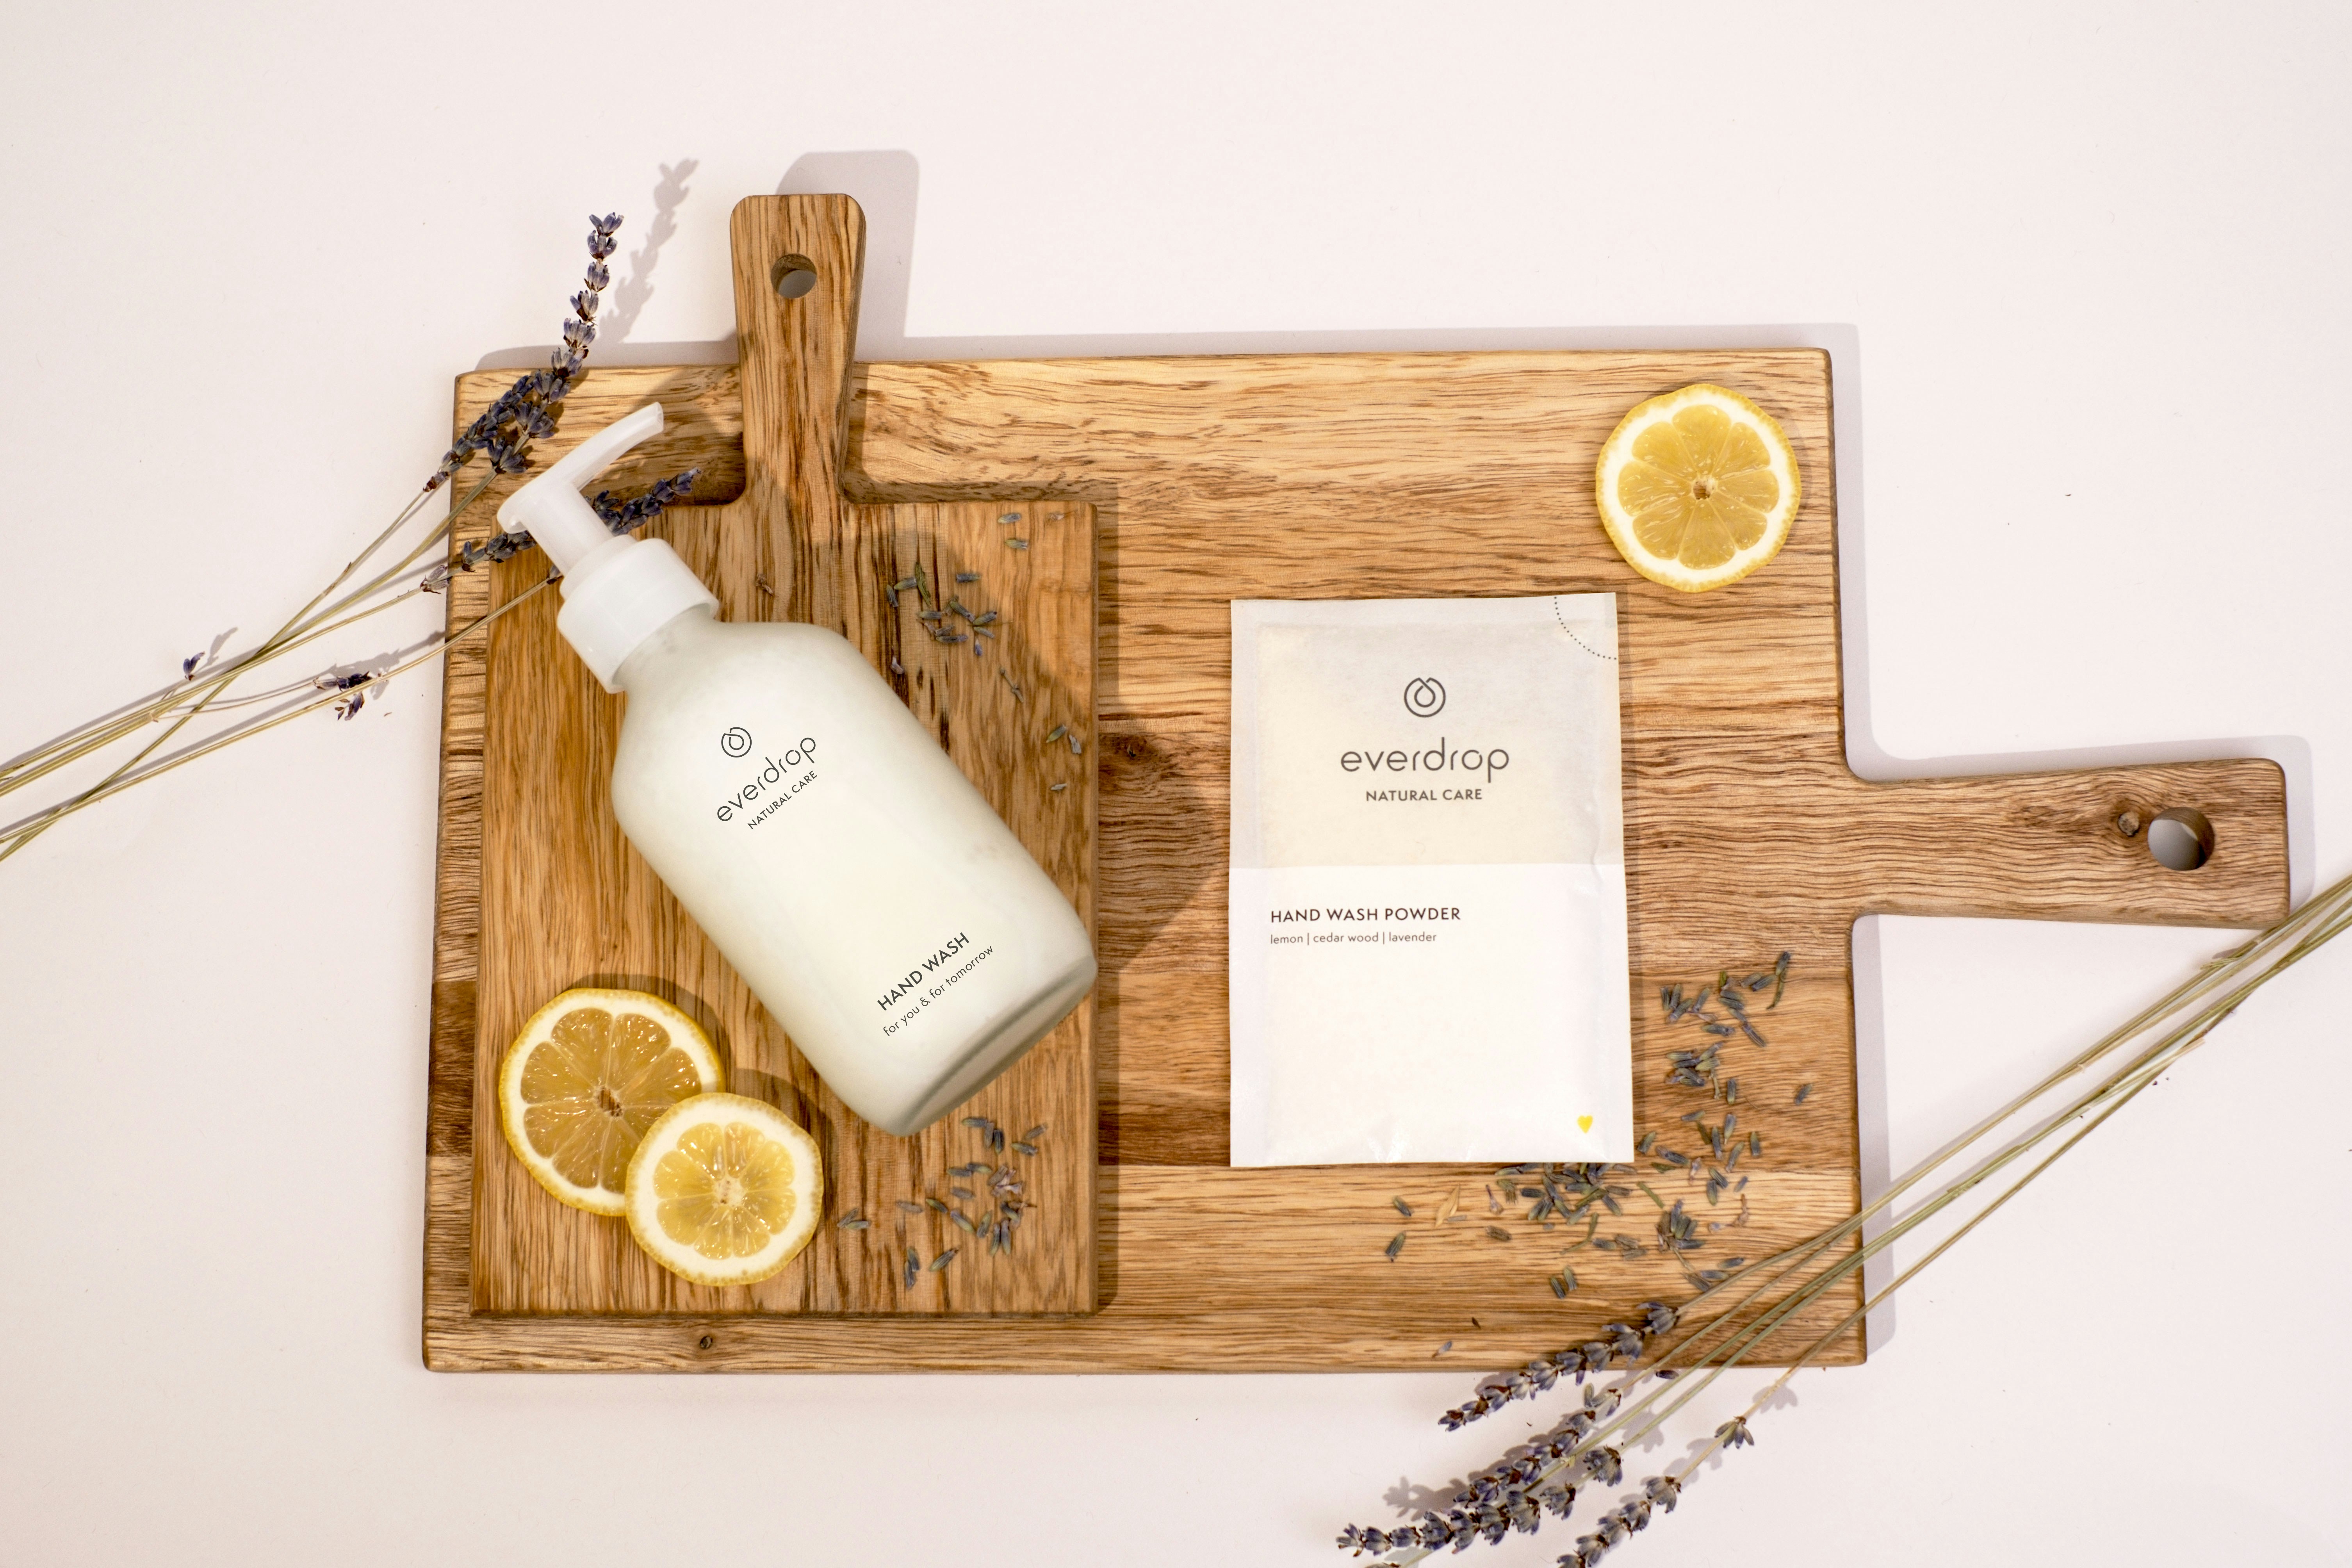 everdrop
NATURAL CARE
HAND WASH
for you & for tomorrow
everdrop
NATURAL CARE
HAND WASH POWDER
lemon | cedar wood | lavender